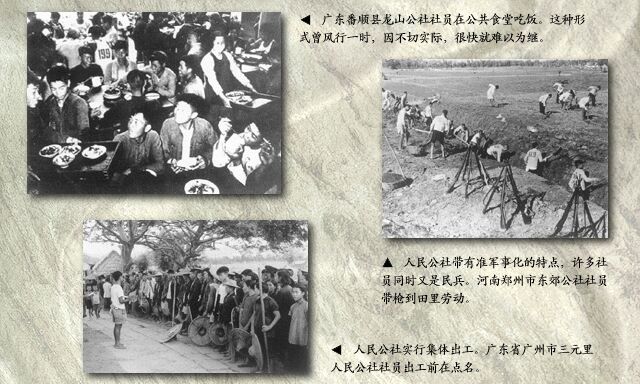 ◀ 广东番顺县龙山公社社员在公共食堂吃饭。这种形
式曾风行一时，因不切实际，很快就难以为继。
▲ 人民公社带有准军事化的特点，许多社
员同时又是民兵。河南郑州市东郊公社社员
带枪到田里劳动。
◀ 人民公社实行集体出工。广东省广州市三元里
人民公社社员出工前在点名。